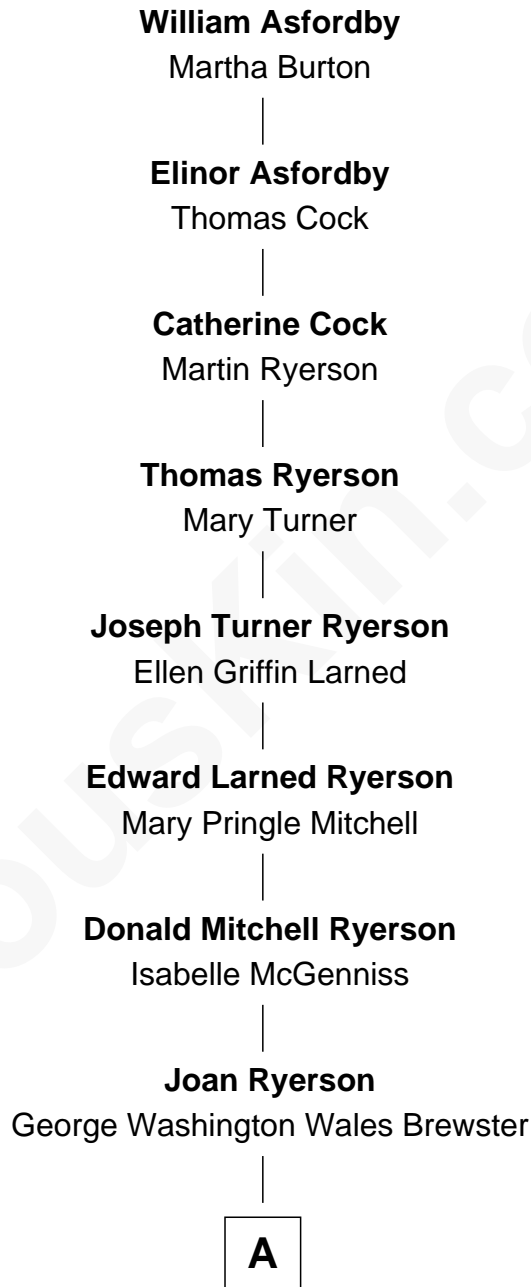 William Asfordby
Martha Burton
Elinor Asfordby
Thomas Cock
Catherine Cock
Martin Ryerson
Thomas Ryerson
Mary Turner
Joseph Turner Ryerson
Ellen Griffin Larned
Edward Larned Ryerson
Mary Pringle Mitchell
Donald Mitchell Ryerson
Isabelle McGenniss
Joan Ryerson
George Washington Wales Brewster
A